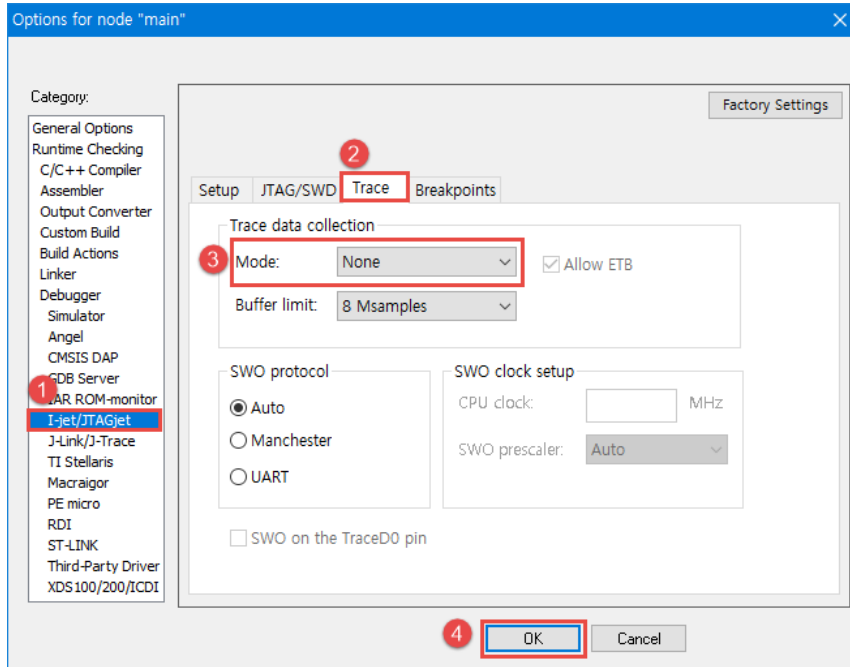 Options for node "main"
Category:
Factory Settings
General Options
Runtime Checking
C/C++ Compiler
Assembler
Output Converter
Custom Build
Build Actions
Linker
Debugger
Simulator
Angel
CMSIS DAP
GDB Server
IAR ROM-monitor
1
I-jet/JTAGjet
J-Link/J-Trace
TI Stellaris
Macraigor
PE micro
RDI
ST-LINK
Third-Party Driver
XDS100/200/ICDI
2
Setup JTAG/SWD Trace Breakpoints
Trace data collection
3 Mode: None Allow ETB
Buffer limit: 8 Msamples
SWO protocol
Auto
Manchester
UART
SWO clock setup
CPU clock: MHz
SWO prescaler: Auto
SWO on the TraceD0 pin
4 OK Cancel